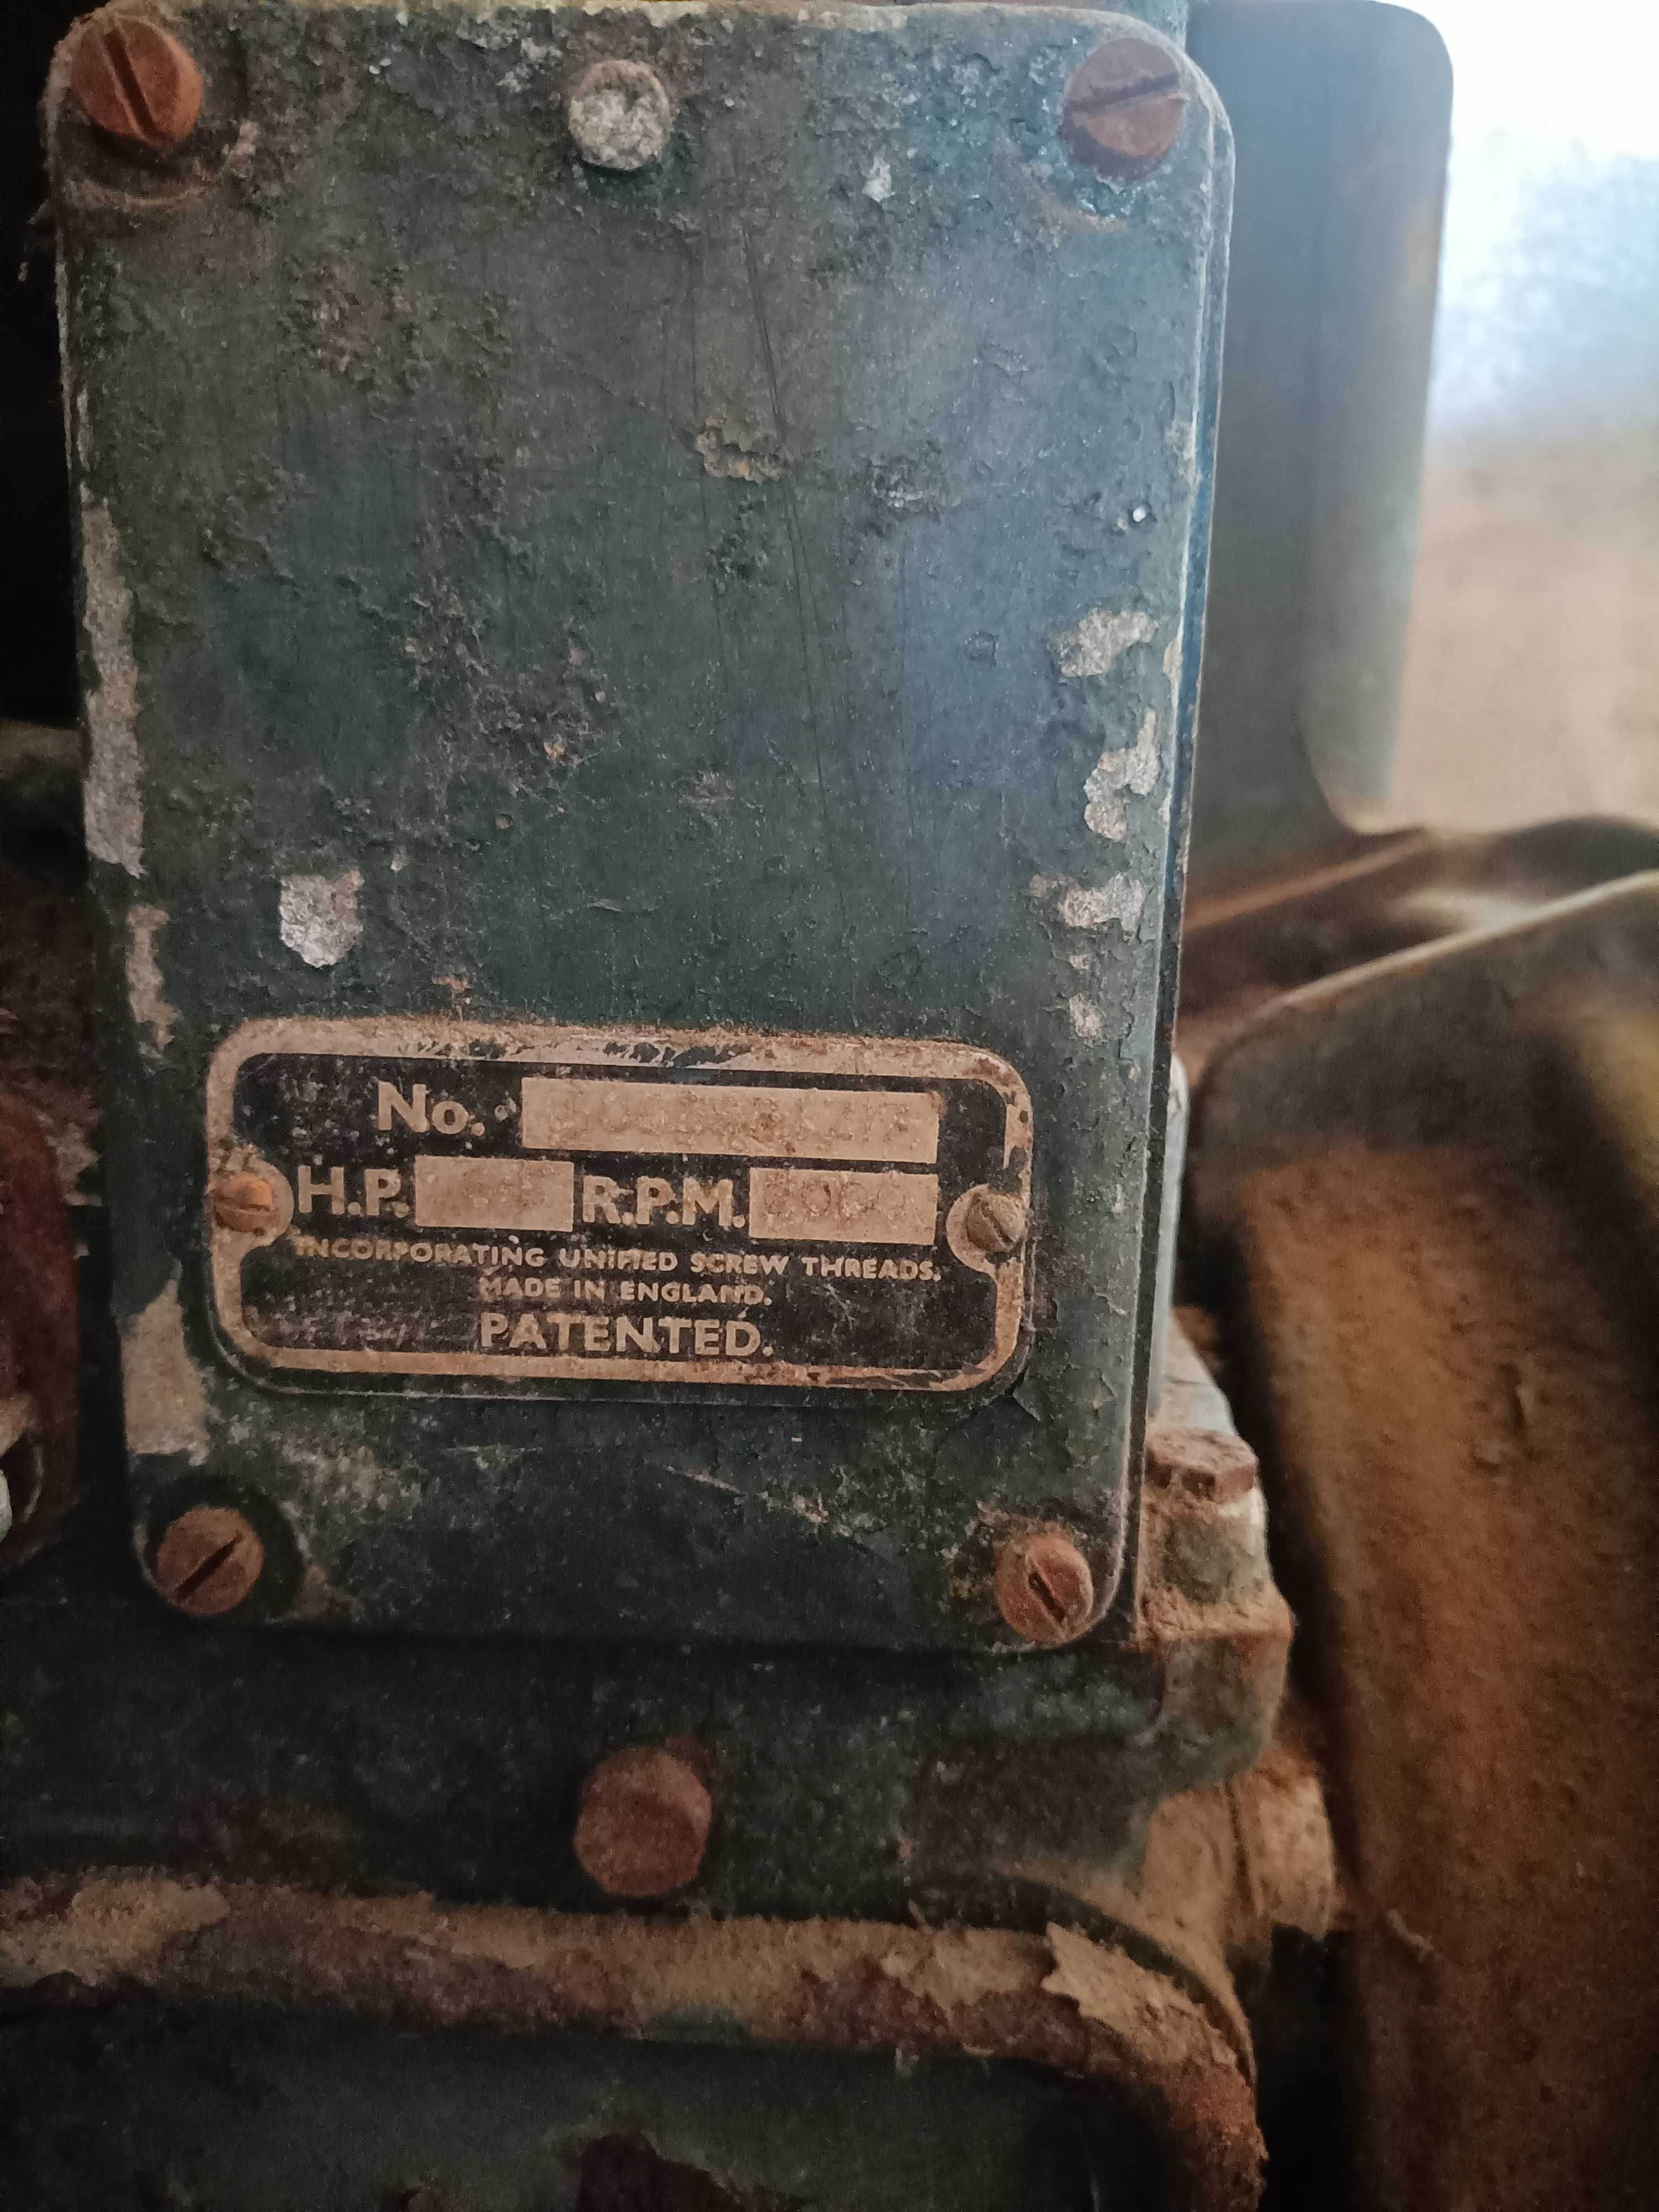 No.
H.P. R.P.M.
INCORPORATING UNIFIED SCREW THREADS.
MADE IN ENGLAND.
PATENTED.